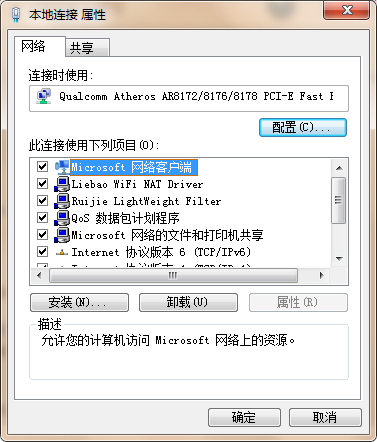 本地连接 属性
网络
共享
连接时使用:
Qualcomm Atheros AR8172/8176/8178 PCI-E Fast
配置(C)...
此连接使用下列项目(O):
Microsoft 网络客户端
Liebao WiFi NAT Driver
Ruijie LightWeight Filter
QoS 数据包计划程序
Microsoft 网络的文件和打印机共享
Internet 协议版本 6 (TCP/IPv6)
安装(N)...
卸载(U)
属性(R)
描述
允许您的计算机访问 Microsoft 网络上的资源。
确定
取消